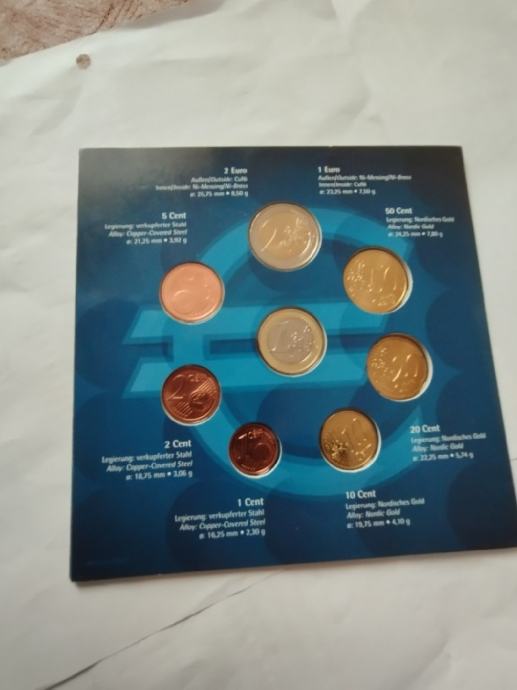 2 Euro
Außen/Outside: CuNi
Innen/Inside: Ni-Messing/Ni-Brass
ø: 25,75 mm • 8,50 g
1 Euro
Außen/Outside: Ni-Messing/Ni-Brass
Innen/Inside: CuNi
ø: 23,25 mm • 7,50 g
5 Cent
Legierung: verkupferter Stahl
Alloy: Copper-Covered Steel
ø: 21,25 mm • 3,92 g
50 Cent
Legierung: Nordisches Gold
Alloy: Nordic Gold
ø: 24,25 mm • 7,80 g
2 Cent
Legierung: verkupferter Stahl
Alloy: Copper-Covered Steel
ø: 18,75 mm • 3,06 g
20 Cent
Legierung: Nordisches Gold
Alloy: Nordic Gold
ø: 22,25 mm • 5,74 g
1 Cent
Legierung: verkupferter Stahl
Alloy: Copper-Covered Steel
ø: 16,25 mm • 2,30 g
10 Cent
Legierung: Nordisches Gold
Alloy: Nordic Gold
ø: 19,75 mm • 4,10 g